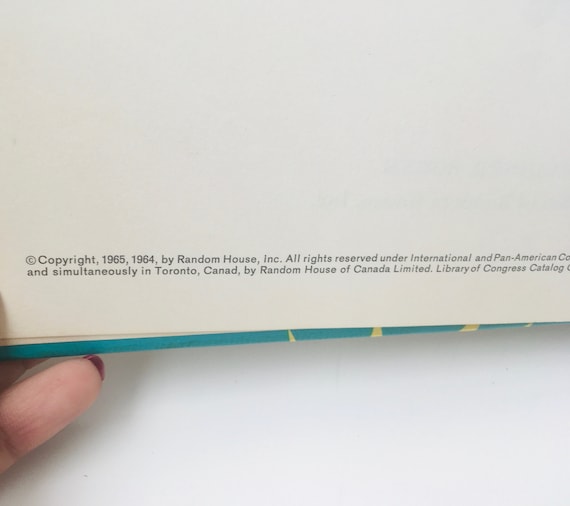 ©Copyright, 1965, 1964, by Random House, Inc. All rights reserved under International and Pan-American Co
and simultaneously in Toronto, Canad, by Random House of Canada Limited. Library of Congress Catalog